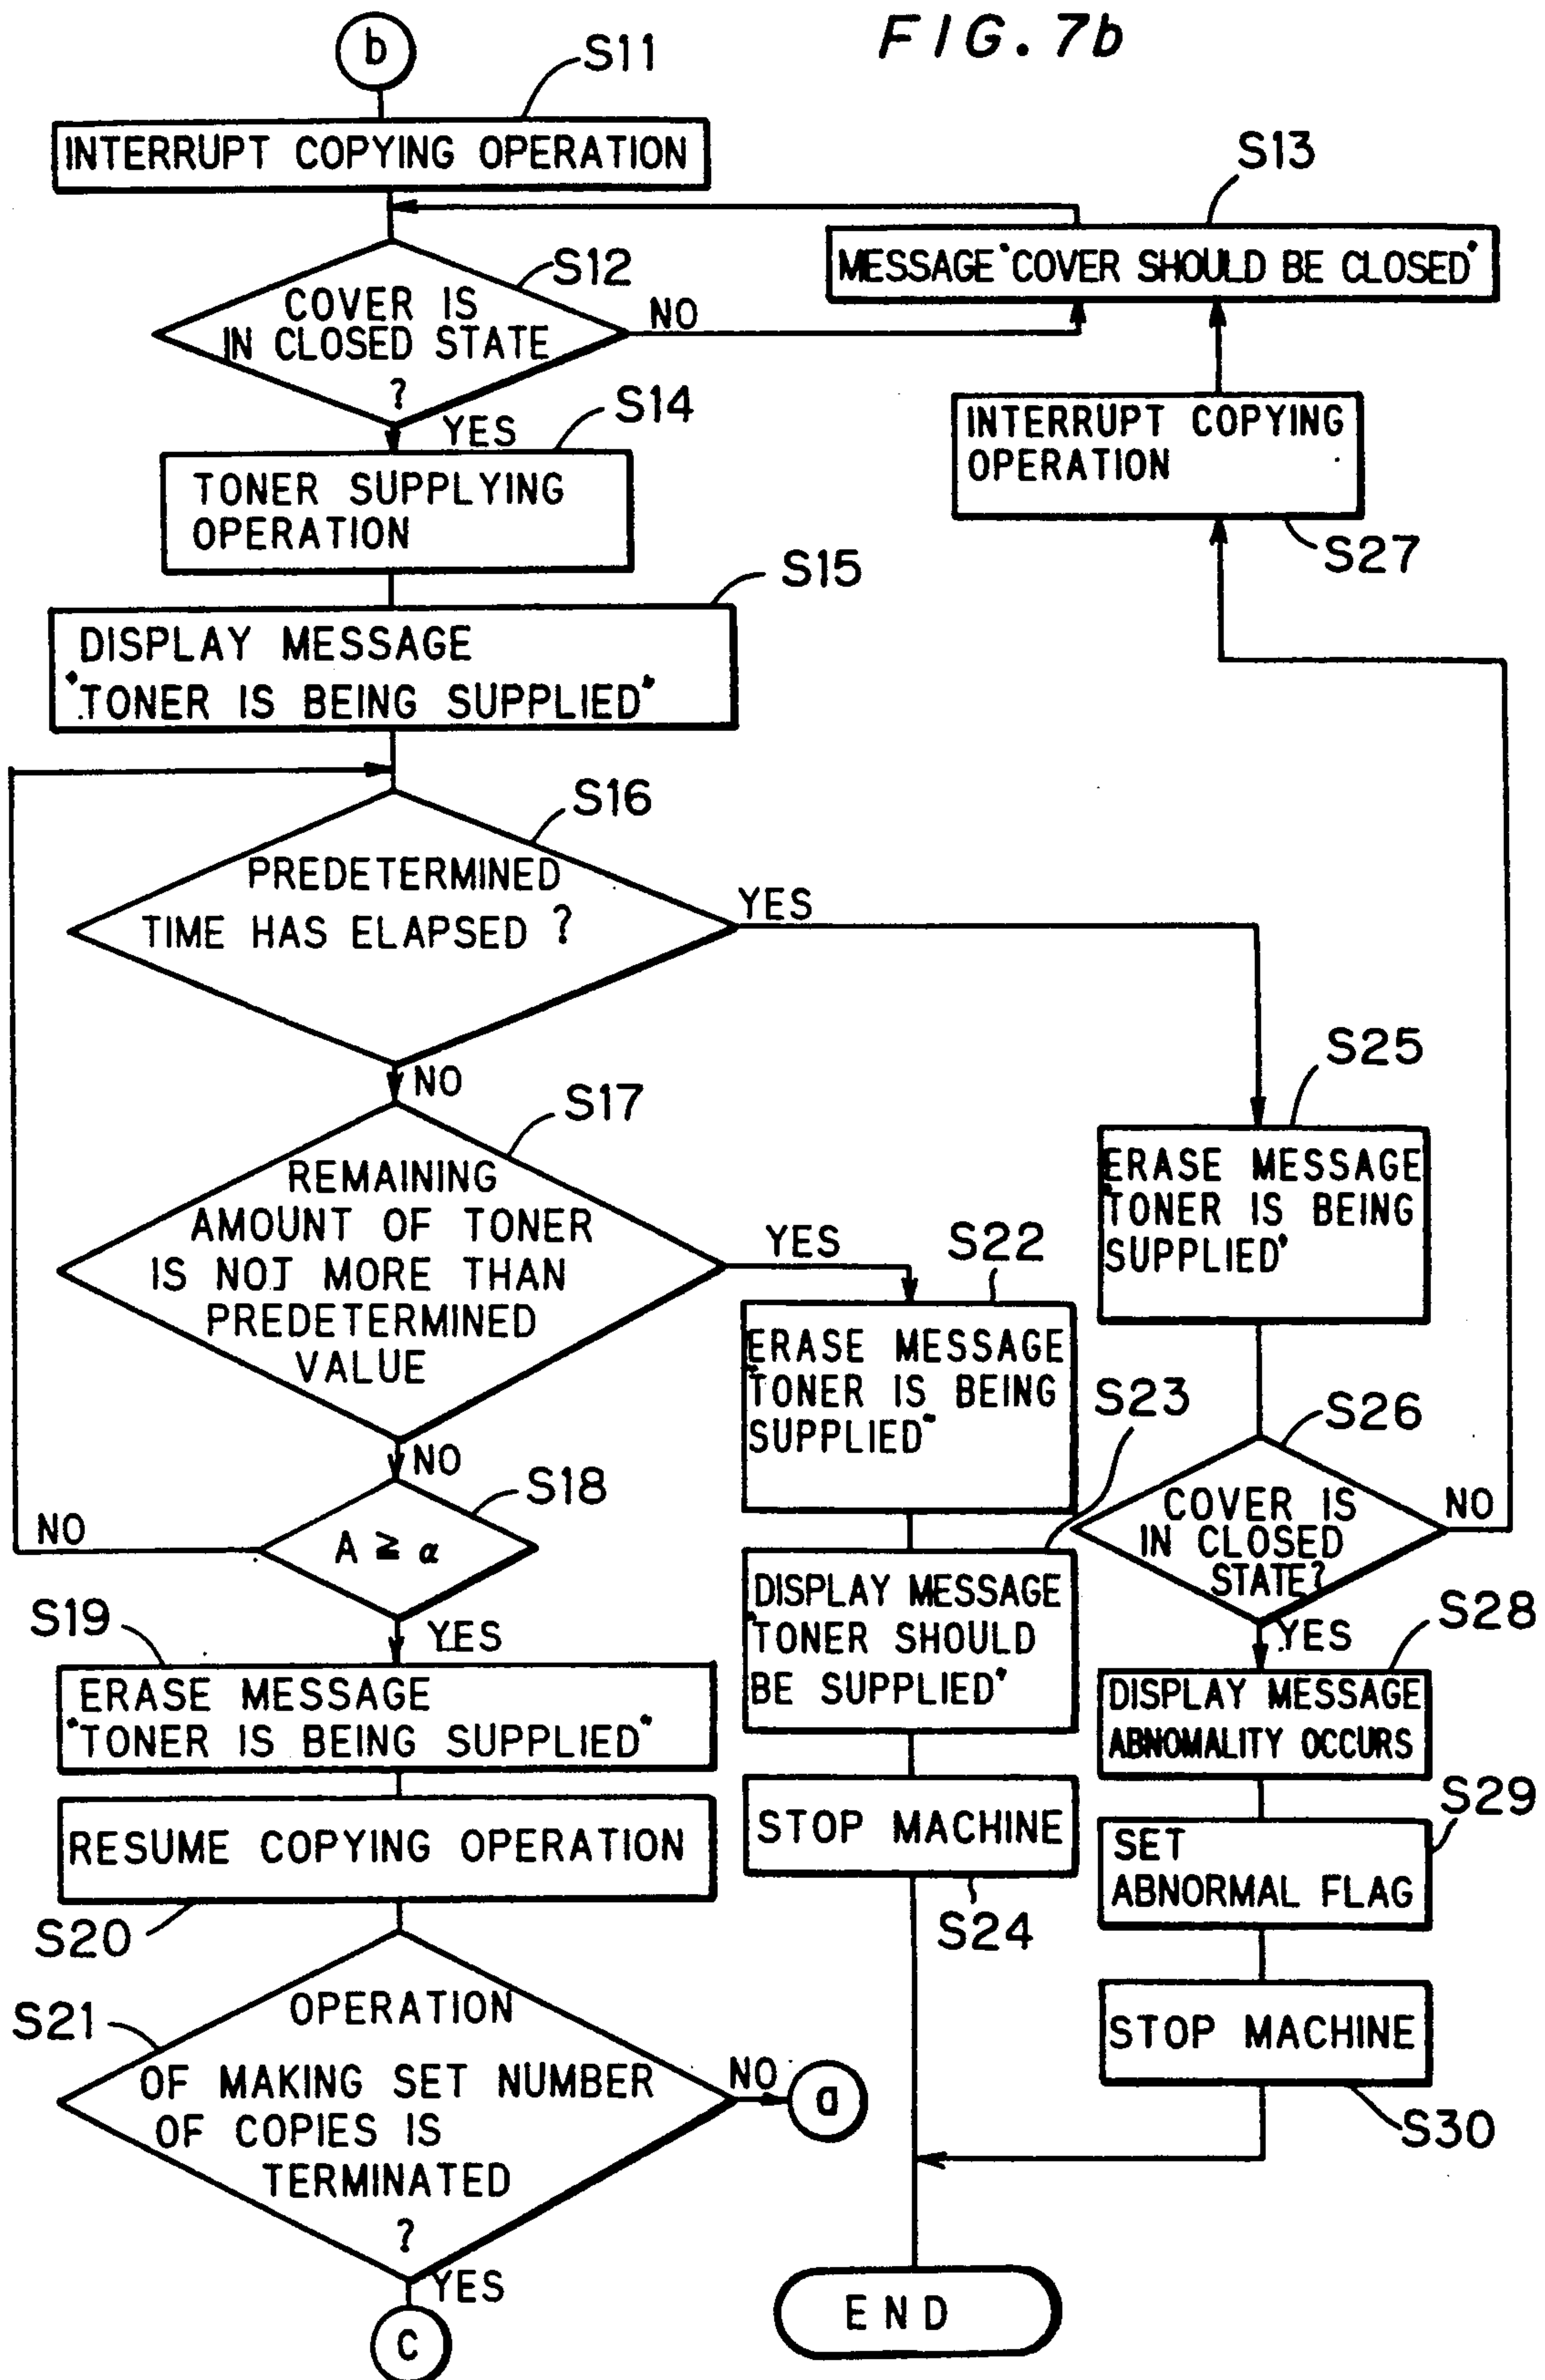 FIG. 7b
b
S11
INTERRUPT COPYING OPERATION
S13
MESSAGE "COVER SHOULD BE CLOSED"
S12
COVER IS
IN CLOSED STATE
?
NO
YES
S14
TONER SUPPLYING
OPERATION
INTERRUPT COPYING
OPERATION
S27
S15
DISPLAY MESSAGE
"TONER IS BEING SUPPLIED"
S16
PREDETERMINED
TIME HAS ELAPSED ?
YES
NO
S17
REMAINING
AMOUNT OF TONER
IS NOT MORE THAN
PREDETERMINED
VALUE
YES
NO
S22
ERASE MESSAGE
"TONER IS BEING
SUPPLIED"
S25
ERASE MESSAGE
"TONER IS BEING
SUPPLIED"
S18
A ≧ α
NO
YES
S23
DISPLAY MESSAGE
"TONER SHOULD
BE SUPPLIED"
S26
COVER IS
IN CLOSED
STATE?
NO
YES
S19
ERASE MESSAGE
"TONER IS BEING SUPPLIED"
S28
DISPLAY MESSAGE
ABNOMALITY OCCURS
RESUME COPYING OPERATION
S20
STOP MACHINE
S24
S29
SET
ABNORMAL FLAG
S21
OPERATION
OF MAKING SET NUMBER
OF COPIES IS
TERMINATED
?
NO
a
YES
c
STOP MACHINE
S30
END